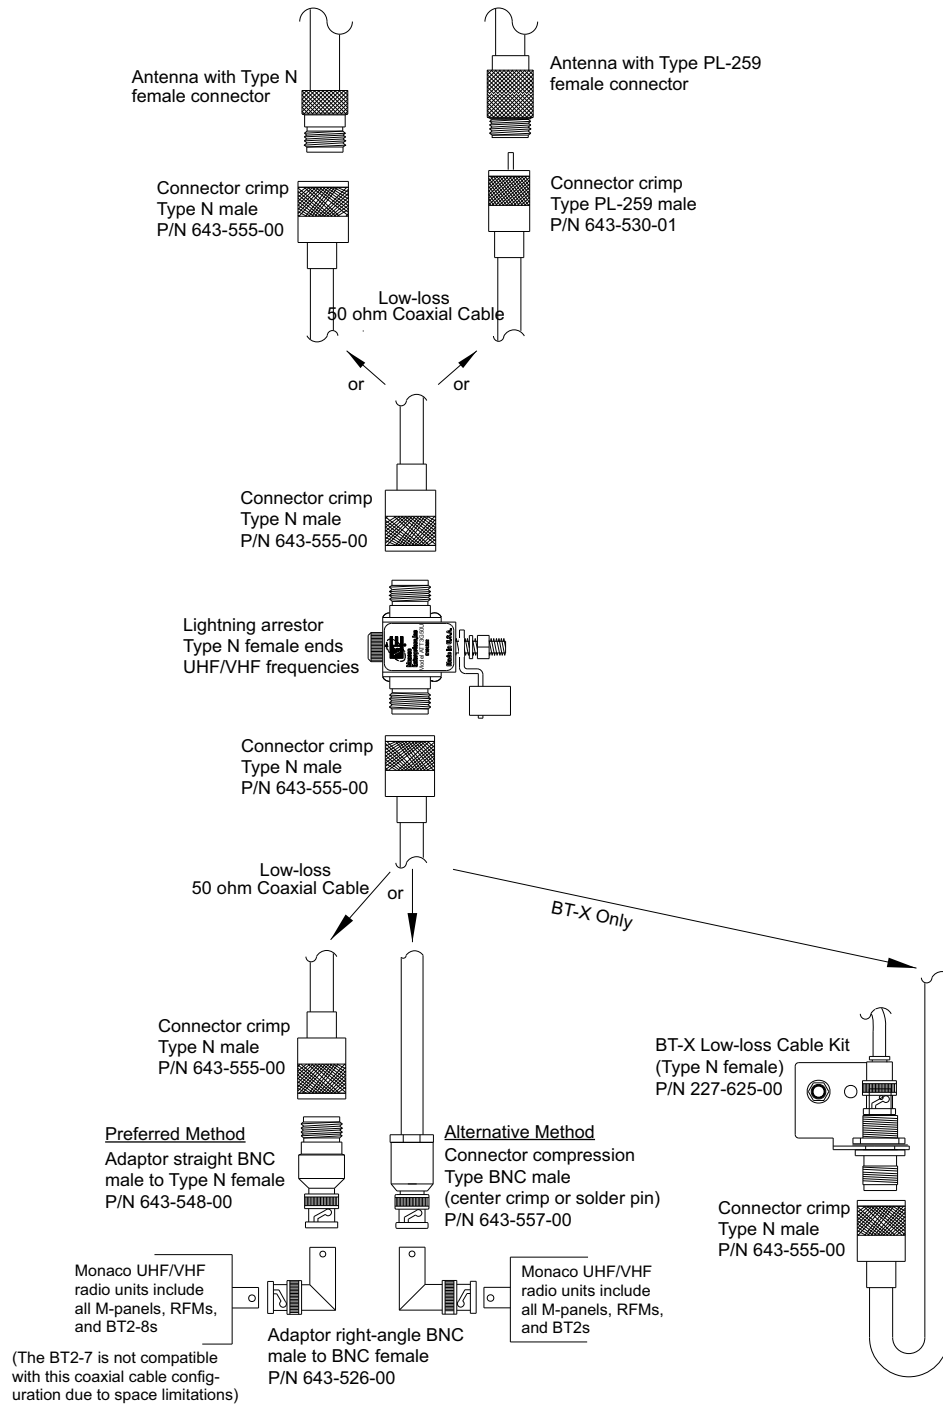 Antenna with Type N
female connector
Antenna with Type PL-259
female connector
Connector crimp
Type N male
P/N 643-555-00
Connector crimp
Type PL-259 male
P/N 643-530-01
Low-loss
50 ohm Coaxial Cable
or
or
Connector crimp
Type N male
P/N 643-555-00
Lightning arrestor
Type N female ends
UHF/VHF frequencies
Made in U.S.A.
Connector crimp
Type N male
P/N 643-555-00
Low-loss
50 ohm Coaxial Cable
or
BT-X Only
Connector crimp
Type N male
P/N 643-555-00
BT-X Low-loss Cable Kit
(Type N female)
P/N 227-625-00
Preferred Method
Adaptor straight BNC
male to Type N female
P/N 643-548-00
Alternative Method
Connector compression
Type BNC male
(center crimp or solder pin)
P/N 643-557-00
Connector crimp
Type N male
P/N 643-555-00
Monaco UHF/VHF
radio units include
all M-panels, RFMs,
and BT2-8s
Monaco UHF/VHF
radio units include
all M-panels, RFMs,
and BT2s
Adaptor right-angle BNC
male to BNC female
P/N 643-526-00
(The BT2-7 is not compatible
with this coaxial cable config-
uration due to space limitations)